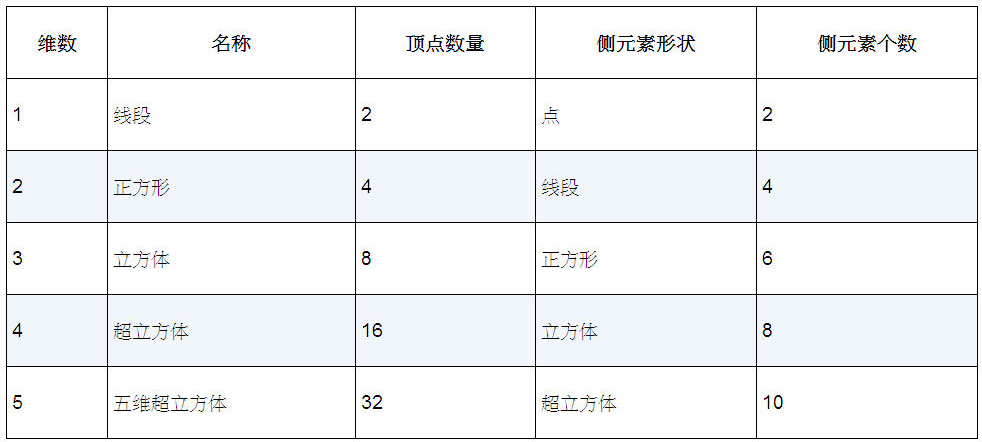 维数 名称 顶点数量 侧元素形状 侧元素个数
1 线段 2 点 2
2 正方形 4 线段 4
3 立方体 8 正方形 6
4 超立方体 16 立方体 8
5 五维超立方体 32 超立方体 10